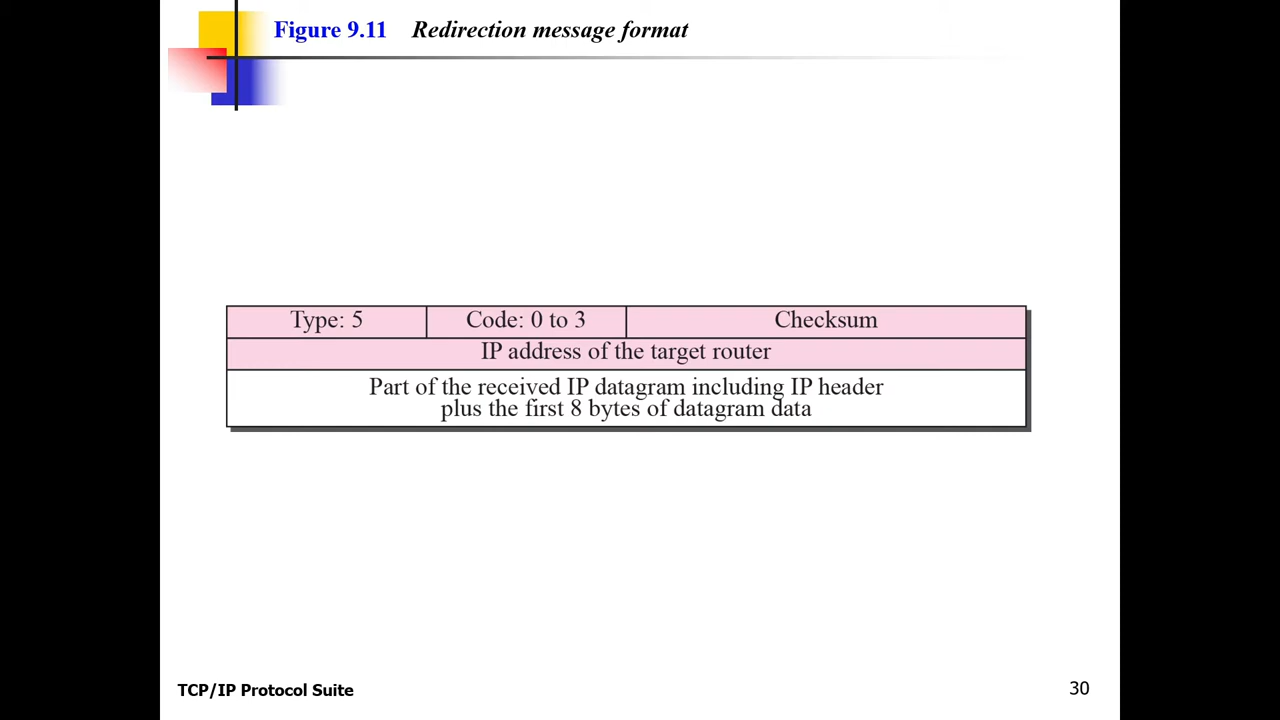 Figure 9.11 Redirection message format
Type: 5 Code: 0 to 3 Checksum
IP address of the target router
Part of the received IP datagram including IP header
plus the first 8 bytes of datagram data
TCP/IP Protocol Suite 30